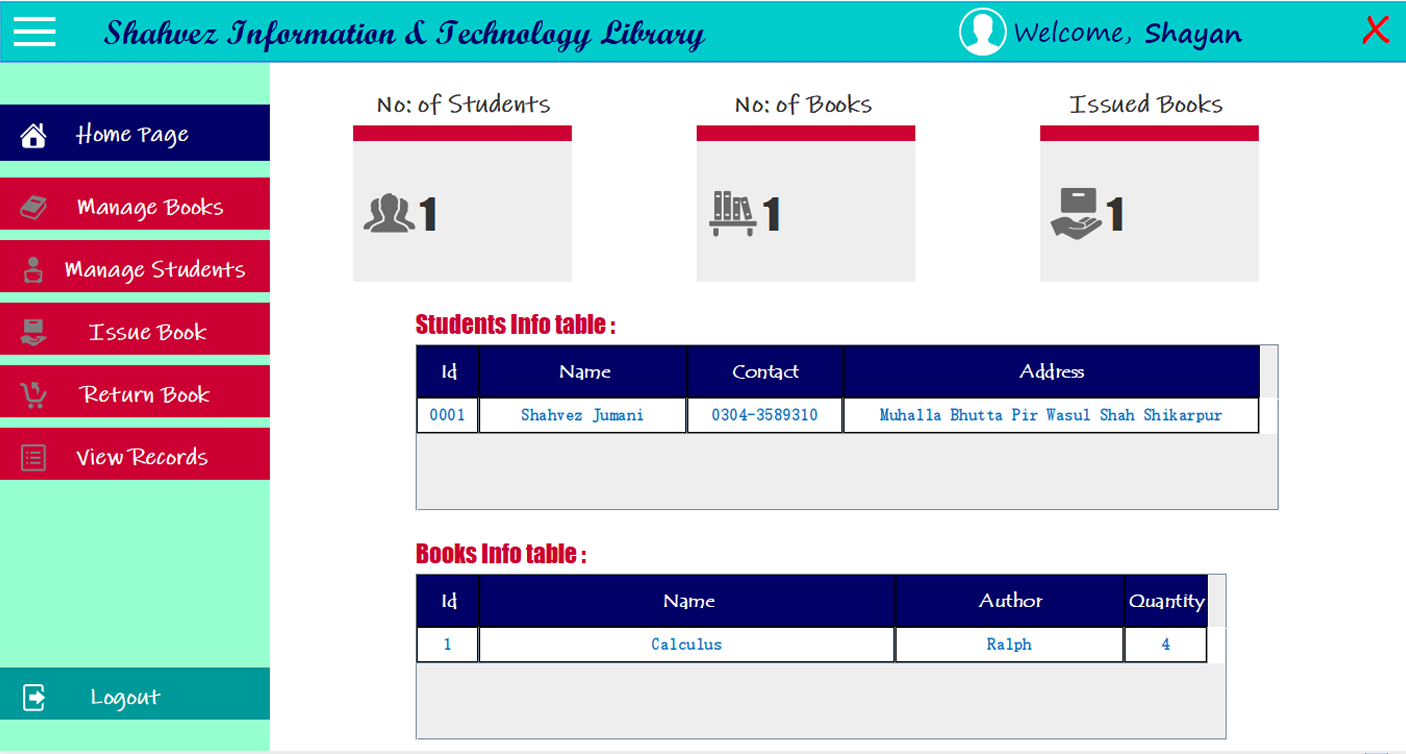 Shahvez Information & Technology Library
Welcome, Shayan
X
Home Page
Manage Books
Manage Students
Issue Book
Return Book
View Records
Logout
No: of Students
No: of Books
Issued Books
1
1
1
Students Info table :
Id Name Contact Address
0001 Shahvez Jumani 0304-3589310 Muhalla Bhutta Pir Wasul Shah Shikarpur
Books Info table :
Id Name Author Quantity
1 Calculus Ralph 4